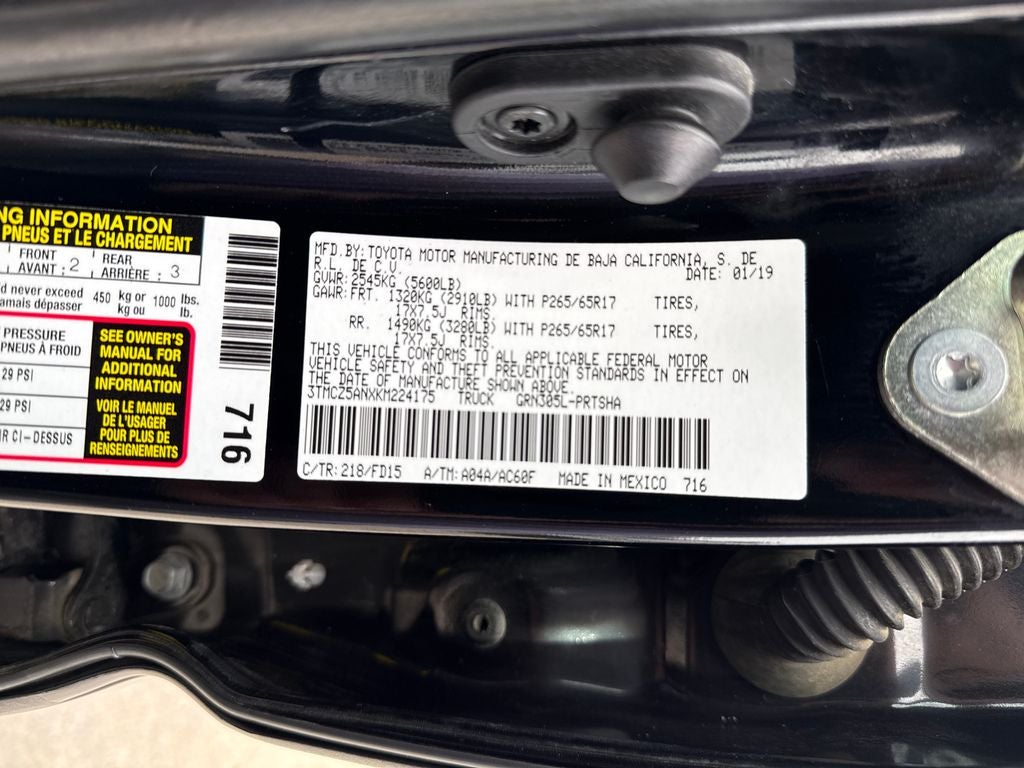 NG INFORMATION
PNEUS ET LE CHARGEMENT
FRONT
AVANT : 2
REAR
ARRIÈRE : 3
d never exceed
amais dépasser
450 kg or 1000 lbs.
kg ou lb.
PRESSURE
PNEUS À FROID
29 PSI
29 PSI
IR CI-DESSUS
SEE OWNER'S
MANUAL FOR
ADDITIONAL
INFORMATION
VOIR LE MANUEL
DE L'USAGER
POUR PLUS DE
RENSEIGNEMENTS
716
MFD. BY: TOYOTA MOTOR MANUFACTURING DE BAJA CALIFORNIA, S. DE
R.L. DE C.V. DATE: 01/19
GVWR: 2545KG (5600LB)
GAWR: FRT. 1320KG (2910LB) WITH P265/65R17 TIRES,
17X7.5J RIMS.
RR. 1490KG (3280LB) WITH P265/65R17 TIRES,
17X7.5J RIMS.
THIS VEHICLE CONFORMS TO ALL APPLICABLE FEDERAL MOTOR
VEHICLE SAFETY AND THEFT PREVENTION STANDARDS IN EFFECT ON
THE DATE OF MANUFACTURE SHOWN ABOVE.
3TMCZ5ANXKM224175 TRUCK GRN305L-PRTSHA
C/TR: 218/FD15 A/TM: A04A/AC60F MADE IN MEXICO 716